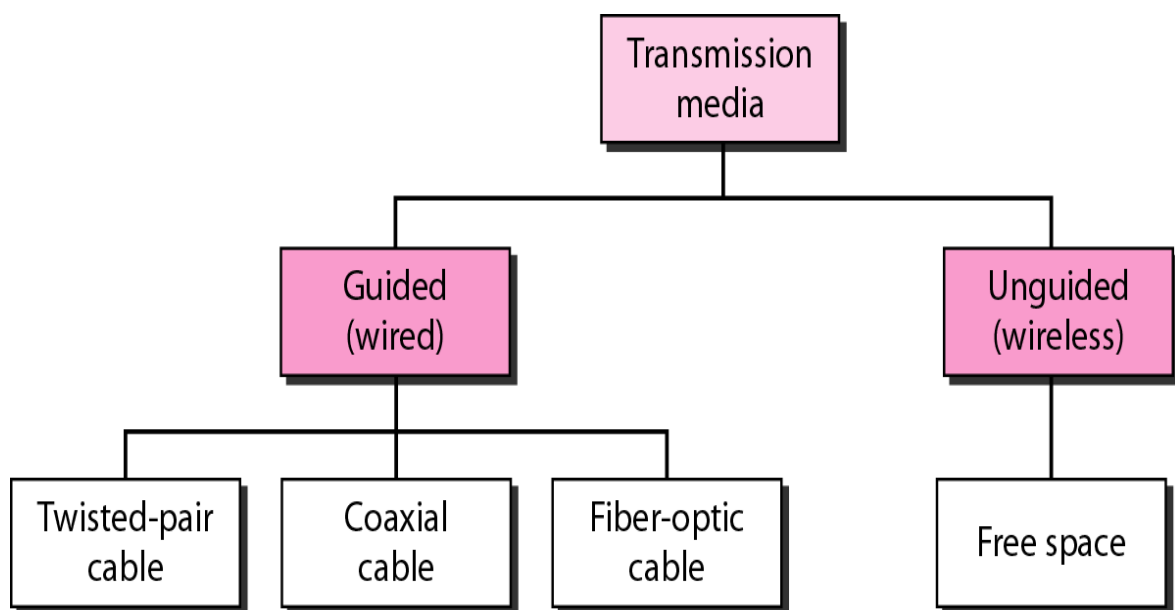 Transmission
media
Guided
(wired)
Unguided
(wireless)
Twisted-pair
cable
Coaxial
cable
Fiber-optic
cable
Free space